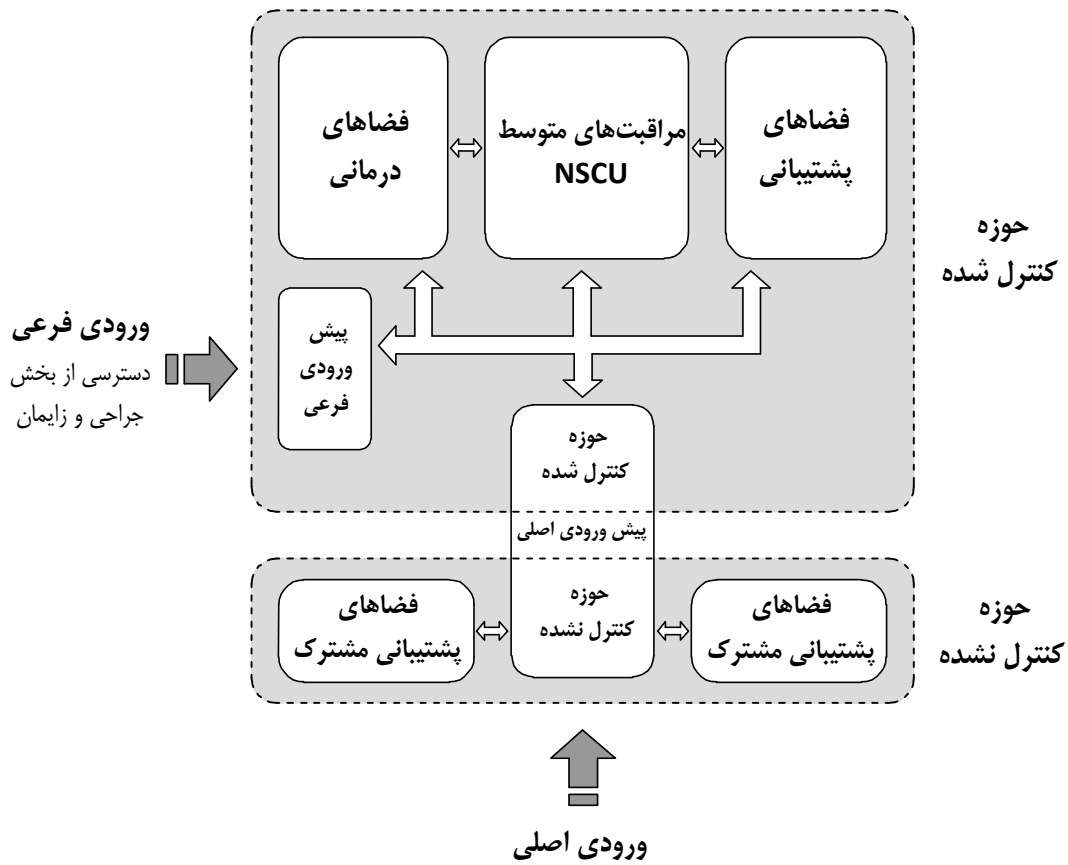 فضاهای
پشتیبانی
مراقبت‌های متوسط
NSCU
فضاهای
درمانی
حوزه
کنترل شده
پیش
ورودی
فرعی
ورودی فرعی
دسترسی از بخش
جراحی و زایمان
حوزه
کنترل شده
پیش ورودی اصلی
حوزه
کنترل نشده
فضاهای
پشتیبانی مشترک
فضاهای
پشتیبانی مشترک
حوزه
کنترل نشده
ورودی اصلی